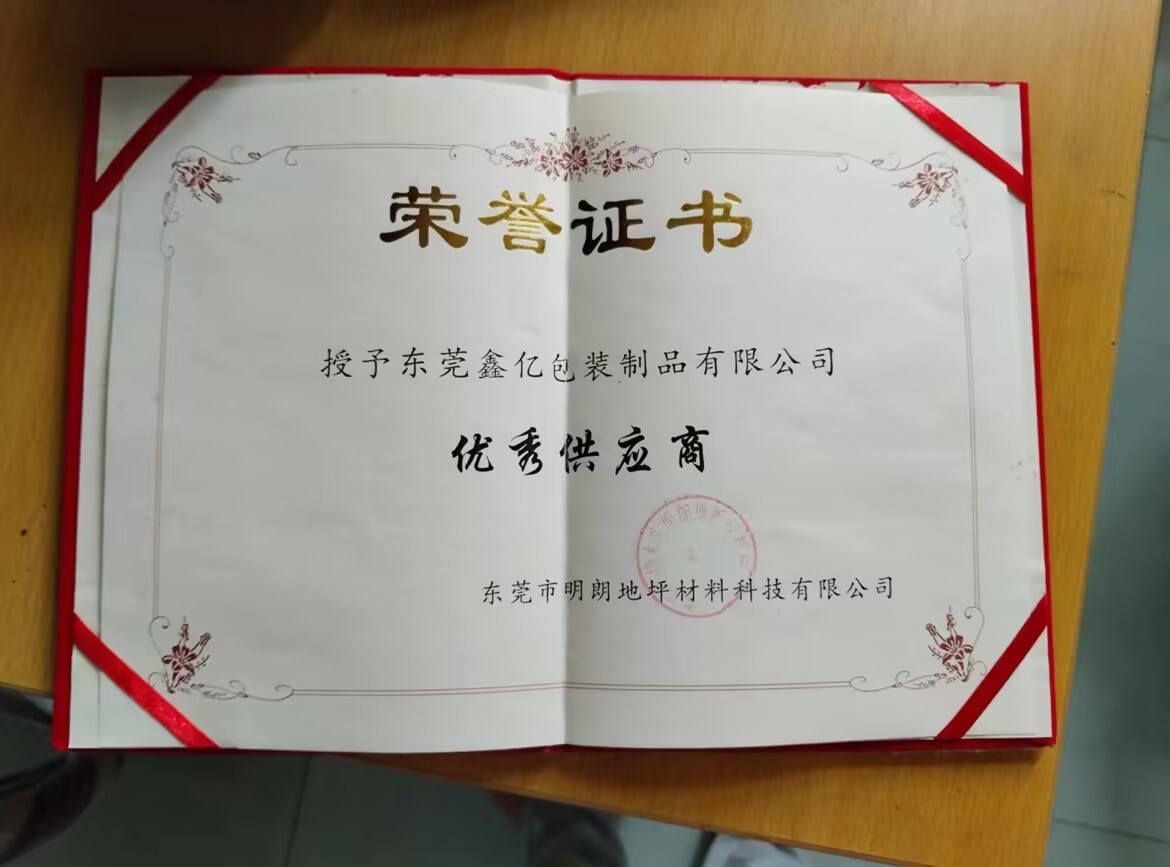 荣誉证书
授予东莞鑫亿包装制品有限公司
优秀供应商
东莞市明朗地坪材料科技有限公司